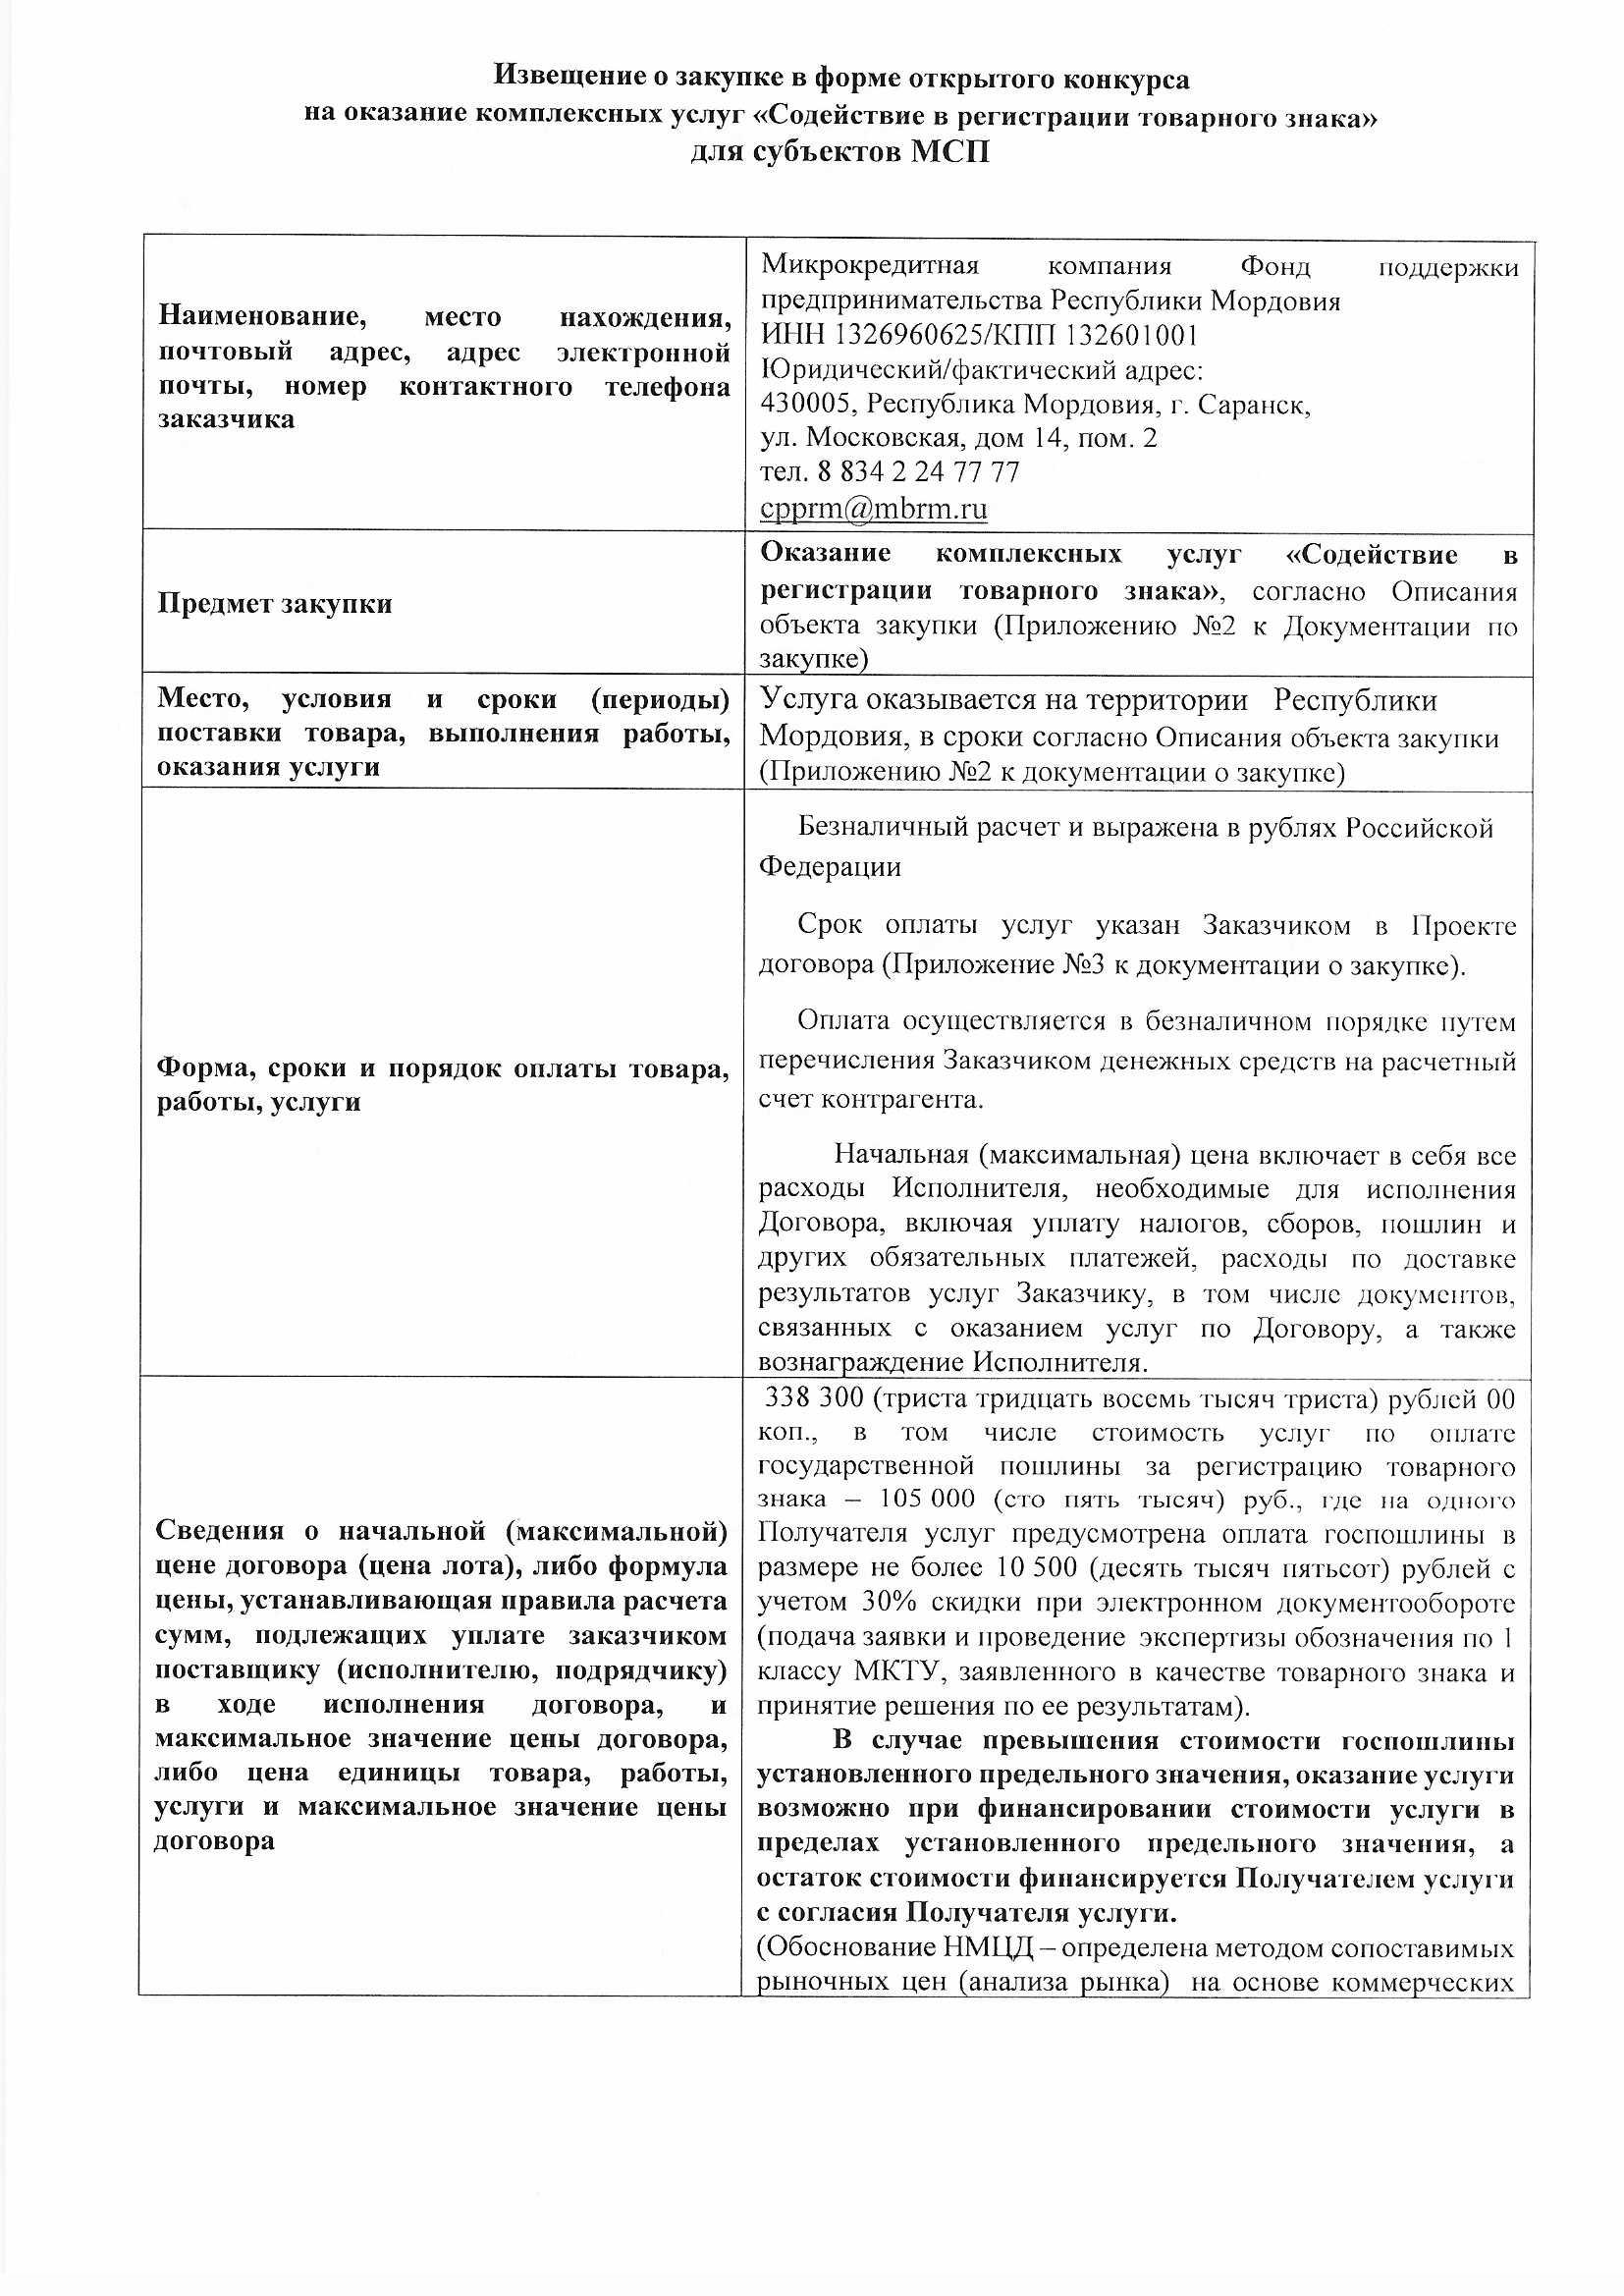 Извещение о закупке в форме открытого конкурса
на оказание комплексных услуг «Содействие в регистрации товарного знака»
для субъектов МСП
Наименование, место нахождения,
почтовый адрес, адрес электронной
почты, номер контактного телефона
заказчика
Микрокредитная компания Фонд поддержки
предпринимательства Республики Мордовия
ИНН 1326960625/КПП 132601001
Юридический/фактический адрес:
430005, Республика Мордовия, г. Саранск,
ул. Московская, дом 14, пом. 2
тел. 8 834 2 24 77 77
cpprm@mbrm.ru
Предмет закупки
Оказание комплексных услуг «Содействие в
регистрации товарного знака», согласно Описания
объекта закупки (Приложению №2 к Документации по
закупке)
Место, условия и сроки (периоды)
поставки товара, выполнения работы,
оказания услуги
Услуга оказывается на территории Республики
Мордовия, в сроки согласно Описания объекта закупки
(Приложению №2 к документации о закупке)
Форма, сроки и порядок оплаты товара,
работы, услуги
Безналичный расчет и выражена в рублях Российской
Федерации
Срок оплаты услуг указан Заказчиком в Проекте
договора (Приложение №3 к документации о закупке).
Оплата осуществляется в безналичном порядке путем
перечисления Заказчиком денежных средств на расчетный
счет контрагента.
Начальная (максимальная) цена включает в себя все
расходы Исполнителя, необходимые для исполнения
Договора, включая уплату налогов, сборов, пошлин и
других обязательных платежей, расходы по доставке
результатов услуг Заказчику, в том числе документов,
связанных с оказанием услуг по Договору, а также
вознаграждение Исполнителя.
Сведения о начальной (максимальной)
цене договора (цена лота), либо формула
цены, устанавливающая правила расчета
сумм, подлежащих уплате заказчиком
поставщику (исполнителю, подрядчику)
в ходе исполнения договора, и
максимальное значение цены договора,
либо цена единицы товара, работы,
услуги и максимальное значение цены
договора
338 300 (триста тридцать восемь тысяч триста) рублей 00
коп., в том числе стоимость услуг по оплате
государственной пошлины за регистрацию товарного
знака – 105 000 (сто пять тысяч) руб., где на одного
Получателя услуг предусмотрена оплата госпошлины в
размере не более 10 500 (десять тысяч пятьсот) рублей с
учетом 30% скидки при электронном документообороте
(подача заявки и проведение экспертизы обозначения по 1
классу МКТУ, заявленного в качестве товарного знака и
принятие решения по ее результатам).
В случае превышения стоимости госпошлины
установленного предельного значения, оказание услуги
возможно при финансировании стоимости услуги в
пределах установленного предельного значения, а
остаток стоимости финансируется Получателем услуги
с согласия Получателя услуги.
(Обоснование НМЦД – определена методом сопоставимых
рыночных цен (анализа рынка) на основе коммерческих